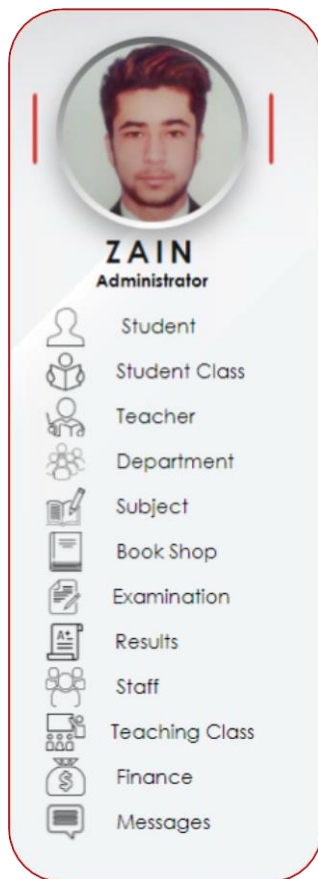 ZAIN
Administrator
Student
Student Class
Teacher
Department
Subject
Book Shop
Examination
A+
Results
Staff
Teaching Class
$
Finance
Messages